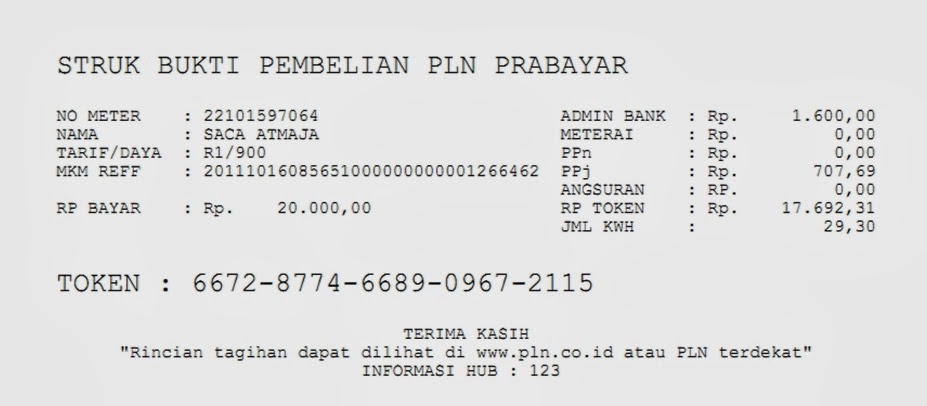 STRUK BUKTI PEMBELIAN PLN PRABAYAR
NO METER : 22101597064 ADMIN BANK : Rp. 1.600,00
NAMA : SACA ATMAJA METERAI : Rp. 0,00
TARIF/DAYA : R1/900 PPn : Rp. 0,00
MKM REFF : 20111016085651000000000001266462 PPj : Rp. 707,69
ANGSURAN : RP. 0,00
RP BAYAR : Rp. 20.000,00 RP TOKEN : Rp. 17.692,31
JML KWH : 29,30
TOKEN : 6672-8774-6689-0967-2115
TERIMA KASIH
"Rincian tagihan dapat dilihat di www.pln.co.id atau PLN terdekat"
INFORMASI HUB : 123